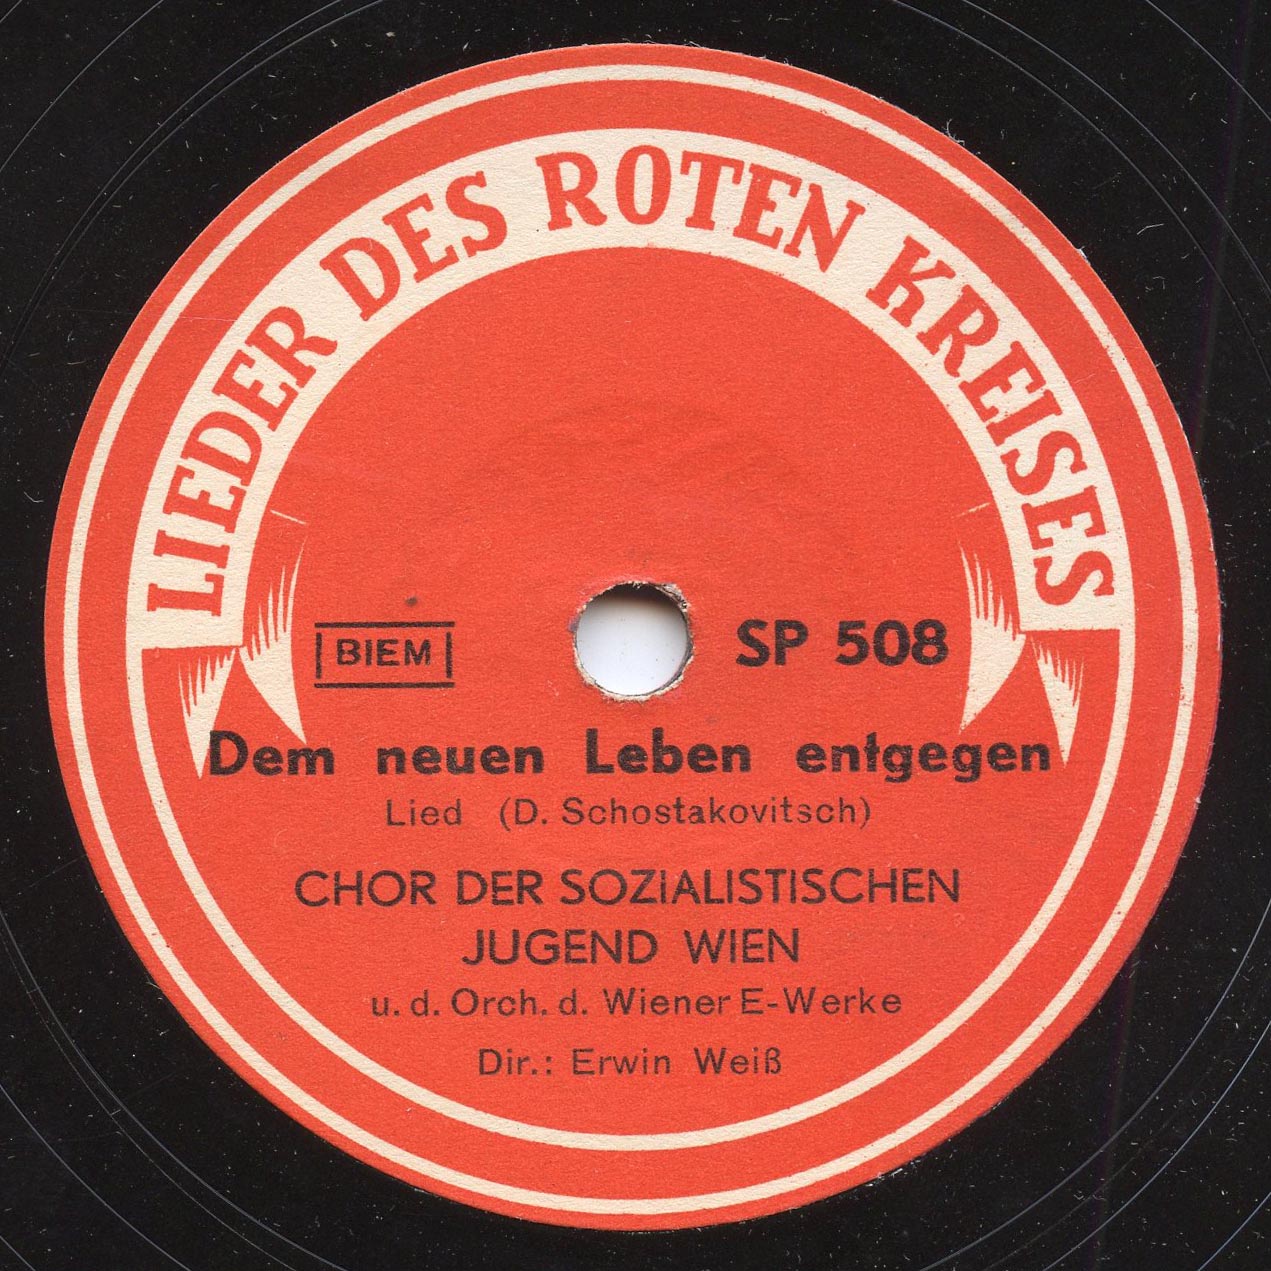 LIEDER DES ROTEN KREISES
BIEM
SP 508
Dem neuen Leben entgegen
Lied (D. Schostakovitsch)
CHOR DER SOZIALISTISCHEN
JUGEND WIEN
u. d. Orch. d. Wiener E-Werke
Dir.: Erwin Weiß